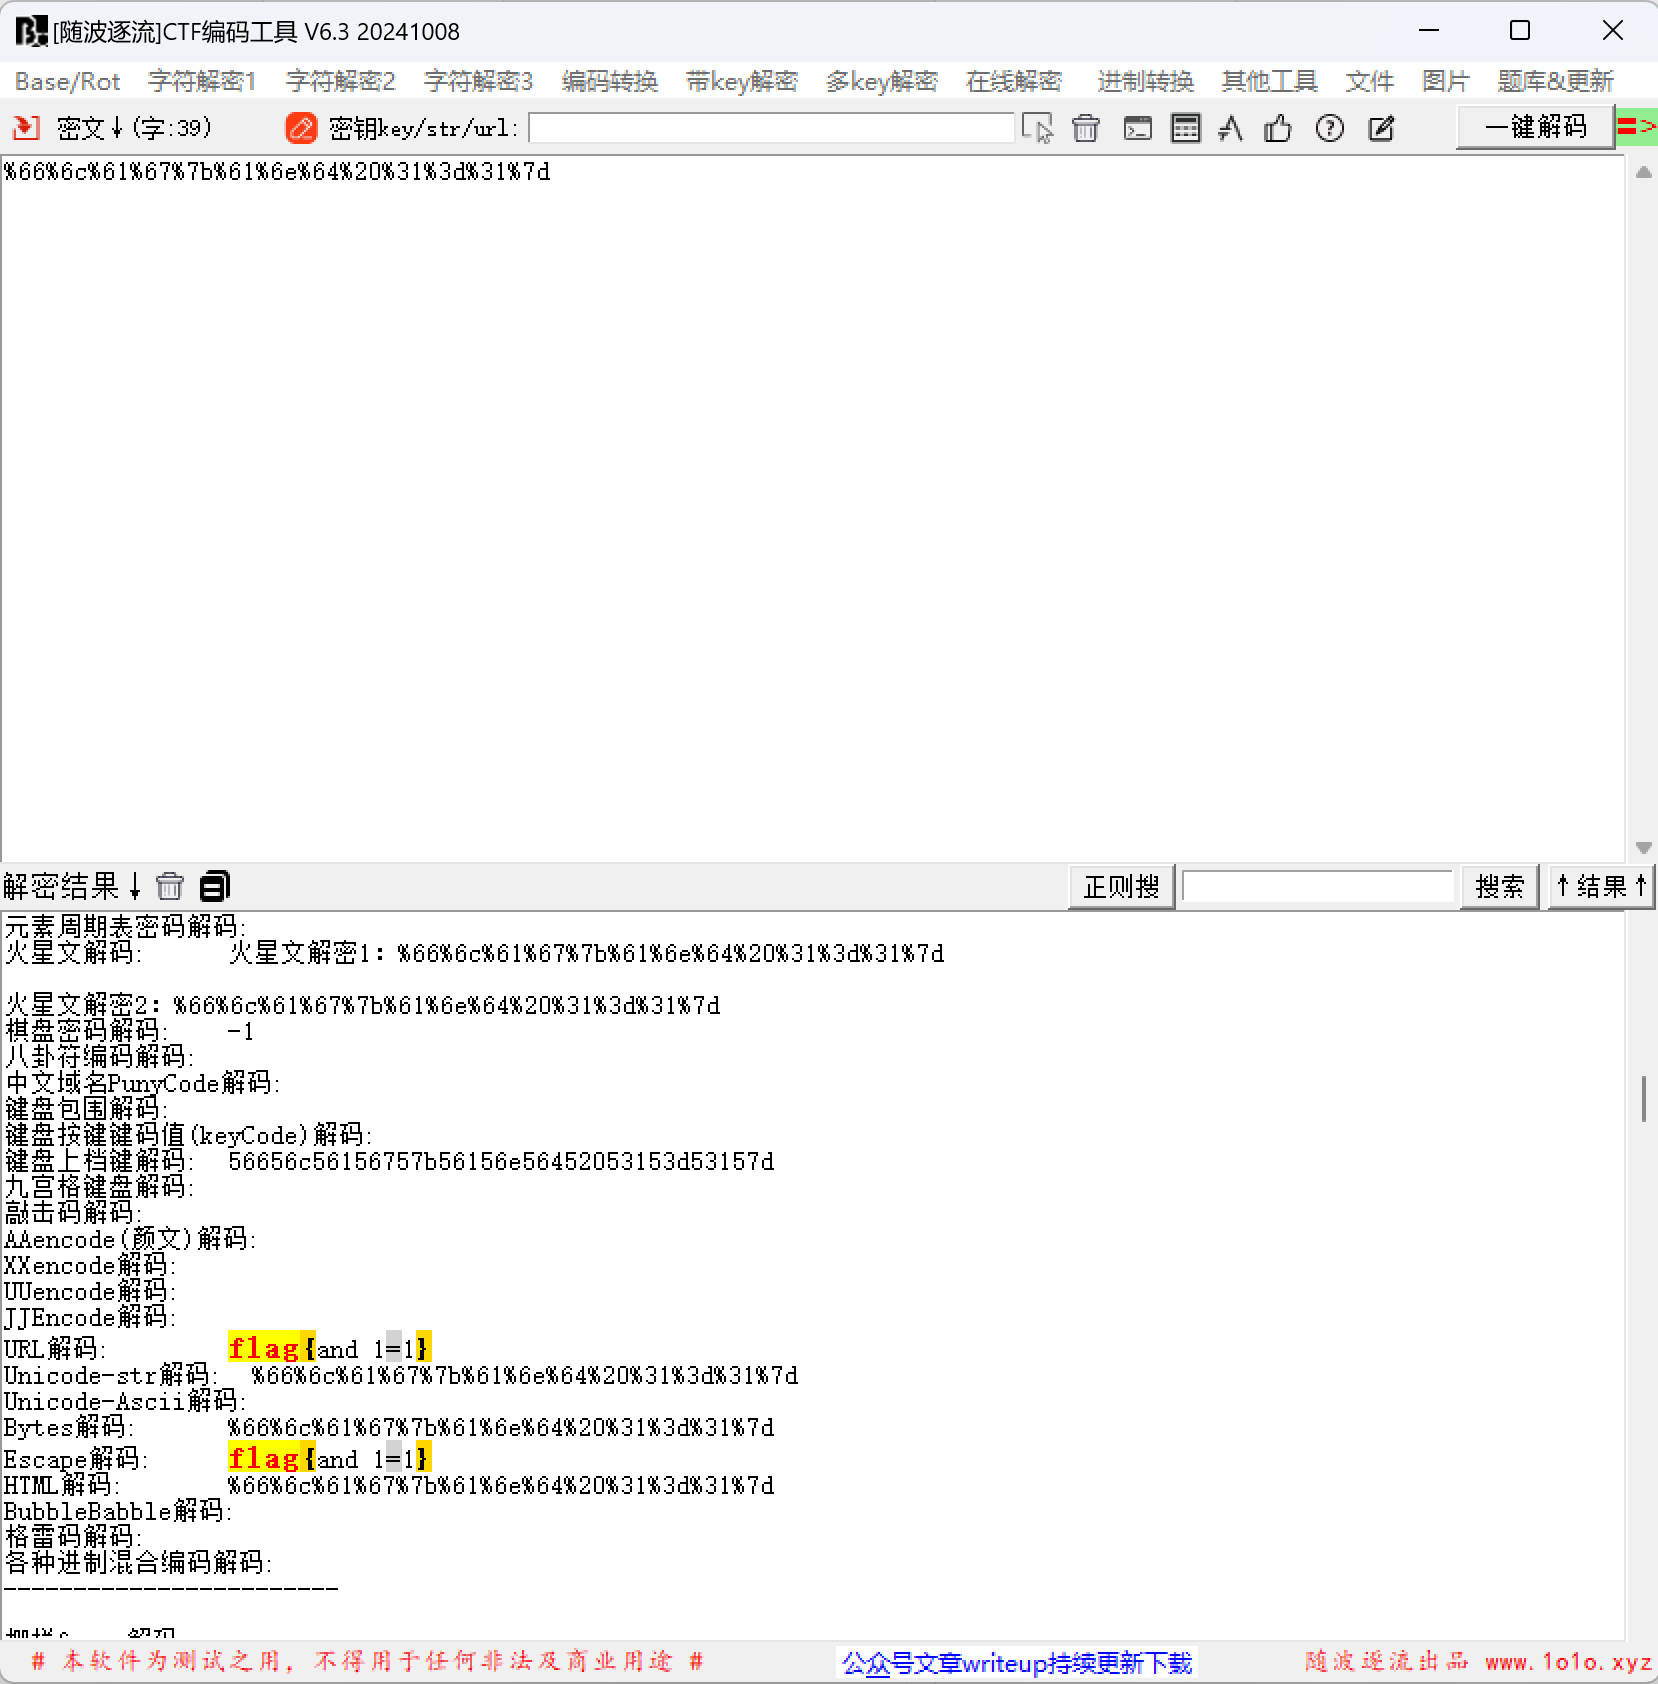 [随波逐流]CTF编码工具 V6.3 20241008
Base/Rot 字符解密1 字符解密2 字符解密3 编码转换 带key解密 多key解密 在线解密 进制转换 其他工具 文件 图片 题库&更新
密文↓(字:39) 密钥key/str/url: 一键解码 =>
%66%6c%61%67%7b%61%6e%64%20%31%3d%31%7d
解密结果↓ 正则搜 搜索 ↑结果↑
元素周期表密码解码:
火星文解码: 火星文解密1: %66%6c%61%67%7b%61%6e%64%20%31%3d%31%7d
火星文解密2: %66%6c%61%67%7b%61%6e%64%20%31%3d%31%7d
棋盘密码解码: -1
八卦符编码解码:
中文域名PunyCode解码:
键盘包围解码:
键盘按键键码值(keyCode)解码:
键盘上档键解码: 56656c56156757b56156e56452053153d53157d
九宫格键盘解码:
敲击码解码:
AAencode(颜文)解码:
XXencode解码:
UUencode解码:
JJEncode解码:
URL解码: flag{and 1=1}
Unicode-str解码: %66%6c%61%67%7b%61%6e%64%20%31%3d%31%7d
Unicode-Ascii解码:
Bytes解码: %66%6c%61%67%7b%61%6e%64%20%31%3d%31%7d
Escape解码: flag{and 1=1}
HTML解码: %66%6c%61%67%7b%61%6e%64%20%31%3d%31%7d
BubbleBabble解码:
格雷码解码:
各种进制混合编码解码:
------------------------
# 本软件为测试之用, 不得用于任何非法及商业用途 # 公众号文章writeup持续更新下载 随波逐流出品 www.1o1o.xyz